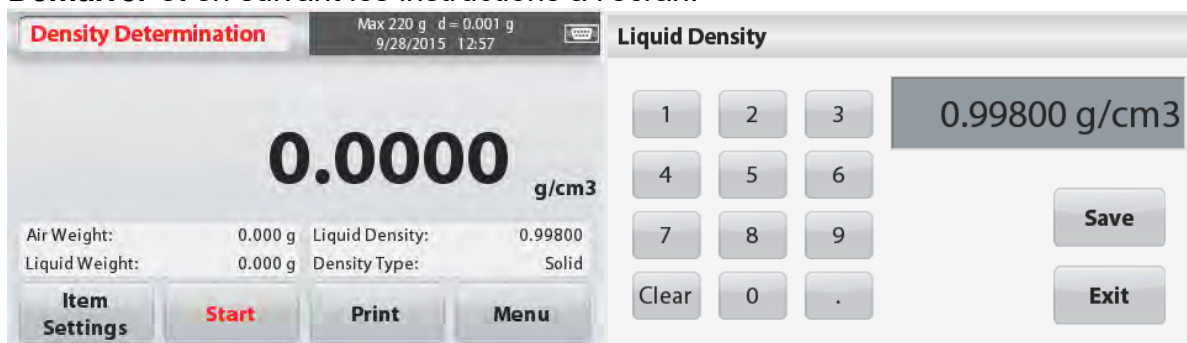 Density Determination
Max 220 g d = 0.001 g
9/28/2015 12:57
0.0000
g/cm3
Air Weight: 0.000 g Liquid Density: 0.99800
Liquid Weight: 0.000 g Density Type: Solid
Item
Settings
Start Print Menu
Liquid Density
0.99800 g/cm3
1 2 3
4 5 6
7 8 9
Clear 0 .
Save
Exit